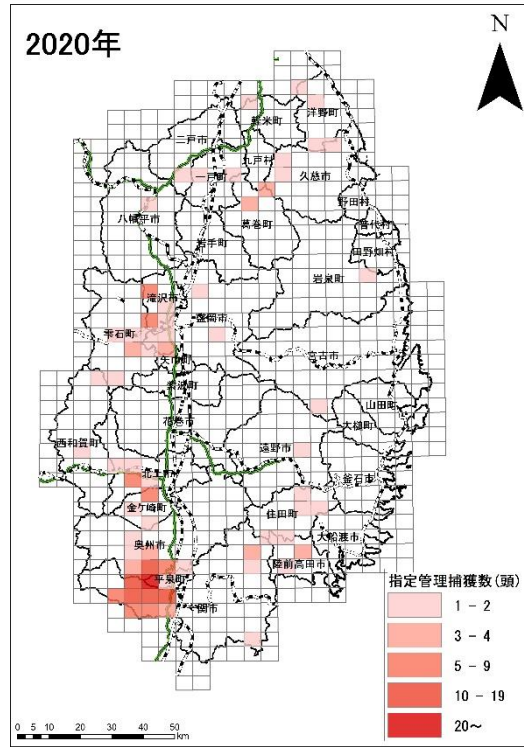 2020年
N
洋野町
軽米町
二戸市
九戸村
一戸町
久慈市
野田村
八幡平市
葛巻町
普代村
岩手町
田野畑村
岩泉町
滝沢市
盛岡市
雫石町
宮古市
矢巾町
紫波町
山田町
花巻市
大槌町
西和賀町
遠野市
北上市
釜石市
金ケ崎町
住田町
大船渡市
奥州市
陸前高田市
平泉町
一関市
指定管理捕獲数(頭)
1 - 2
3 - 4
5 - 9
10 - 19
20～
0 5 10 20 30 40 50
km